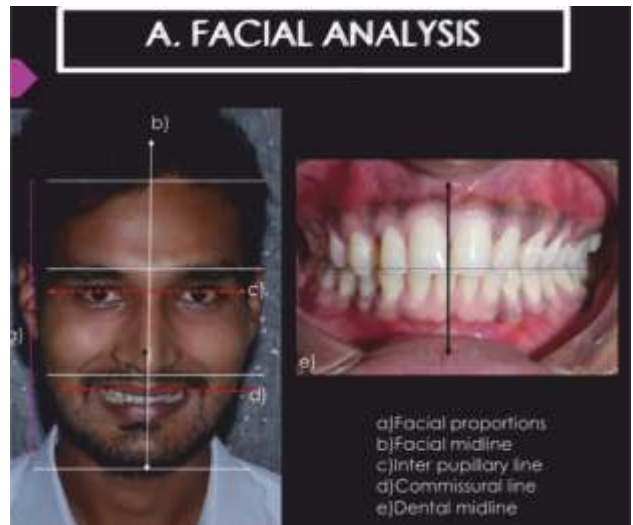 A. FACIAL ANALYSIS
b)
c)
a)
d)
e)
a)Facial proportions
b)Facial midline
c)Inter pupillary line
d)Commissural line
e)Dental midline